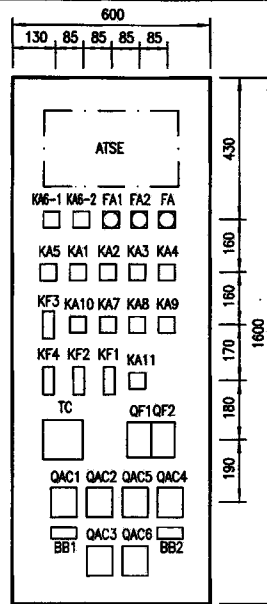 600
130 85 85 85 85
ATSE
430
KA6-1 KA6-2 FA1 FA2 FA
160
KA5 KA1 KA2 KA3 KA4
160
KF3 KA10 KA7 KA8 KA9
1600
170
KF4 KF2 KF1 KA11
180
TC QF1 QF2
190
QAC1 QAC2 QAC5 QAC4
BB1 QAC3 QAC6 BB2